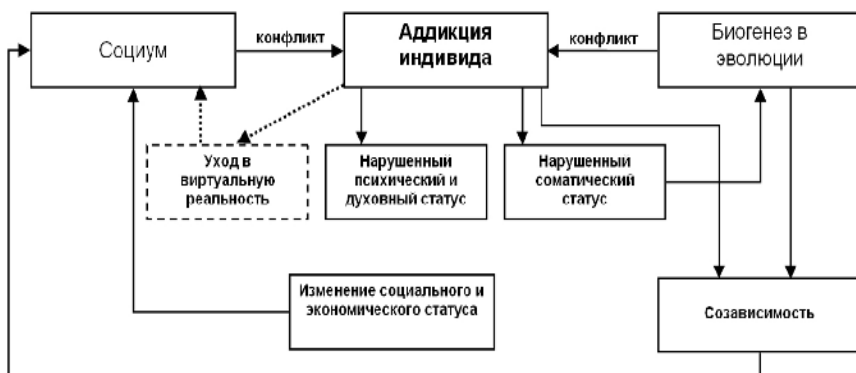 Социум
конфликт
Аддикция
индивида
конфликт
Биогенез в
эволюции
Уход в
виртуальную
реальность
Нарушенный
психический и
духовный статус
Нарушенный
соматический
статус
Изменение социального и
экономического статуса
Созависимость